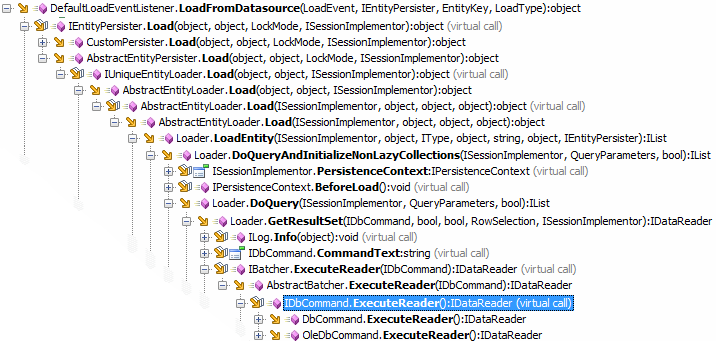 DefaultLoadEventListener.LoadFromDatasource(LoadEvent, IEntityPersister, EntityKey, LoadType):object
IEntityPersister.Load(object, object, LockMode, ISessionImplementor):object (virtual call)
CustomPersister.Load(object, object, LockMode, ISessionImplementor):object
AbstractEntityPersister.Load(object, object, LockMode, ISessionImplementor):object
IUniqueEntityLoader.Load(object, object, ISessionImplementor):object (virtual call)
AbstractEntityLoader.Load(object, object, ISessionImplementor):object
AbstractEntityLoader.Load(ISessionImplementor, object, object, object):object (virtual call)
AbstractEntityLoader.Load(ISessionImplementor, object, object, object):object
Loader.LoadEntity(ISessionImplementor, object, IType, object, string, object, IEntityPersister):IList
Loader.DoQueryAndInitializeNonLazyCollections(ISessionImplementor, QueryParameters, bool):IList
ISessionImplementor.PersistenceContext:IPersistenceContext (virtual call)
IPersistenceContext.BeforeLoad():void (virtual call)
Loader.DoQuery(ISessionImplementor, QueryParameters, bool):IList
Loader.GetResultSet(IDbCommand, bool, bool, RowSelection, ISessionImplementor):IDataReader
ILog.Info(object):void (virtual call)
IDbCommand.CommandText:string (virtual call)
IBatcher.ExecuteReader(IDbCommand):IDataReader (virtual call)
AbstractBatcher.ExecuteReader(IDbCommand):IDataReader
IDbCommand.ExecuteReader():IDataReader (virtual call)
DbCommand.ExecuteReader():IDataReader
OleDbCommand.ExecuteReader():IDataReader